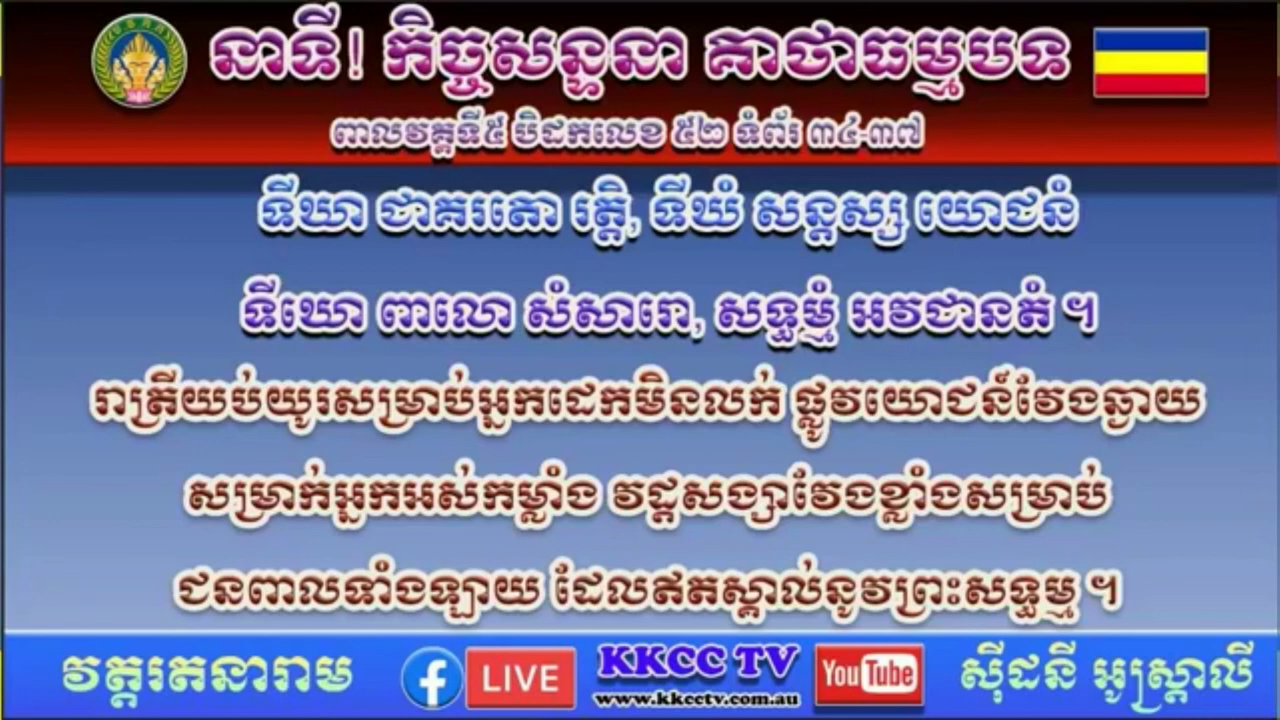 នាទី! កិច្ចសន្ទនា គាថាធម្មបទ
ពាលវគ្គទី៥ បិដកលេខ ៥២ ទំព័រ ៣៤-៣៧
ទីឃា ជាគរតោ រត្តិ, ទីឃំ សន្តស្ស យោជនំ
ទីឃោ ពាលោ សំសារោ, សទ្ធម្មំ អវជានតំ ។
រាត្រីយប់យូរសម្រាប់អ្នកដេកមិនលក់ ផ្លូវយោជន៍វែងឆ្ងាយ
សម្រាក់អ្នកអស់កម្លាំង វដ្តសង្សាវែងខ្លាំងសម្រាប់
ជនពាលទាំងឡាយ ដែលឥតស្គាល់នូវព្រះសទ្ធម្ម ។
វត្តរតនារាម
f LIVE
KKCC TV
www.kkcctv.com.au
YouTube
ស៊ីដនី អូស្ត្រាលី